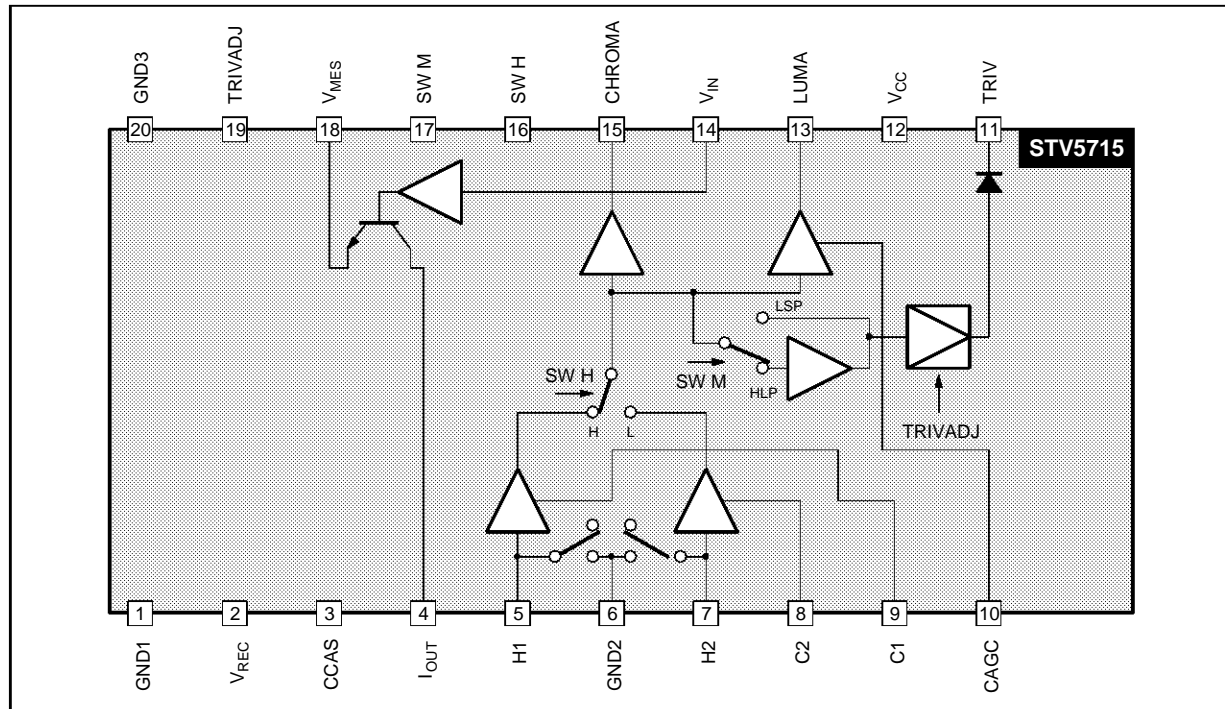 GND3 TRIVADJ VMES SW M SW H CHROMA VIN LUMA VCC TRIV
20 19 18 17 16 15 14 13 12 11
STV5715
LSP
SW H
SW M
HLP
H L
TRIVADJ
1 2 3 4 5 6 7 8 9 10
GND1 VREC CCAS IOUT H1 GND2 H2 C2 C1 CAGC